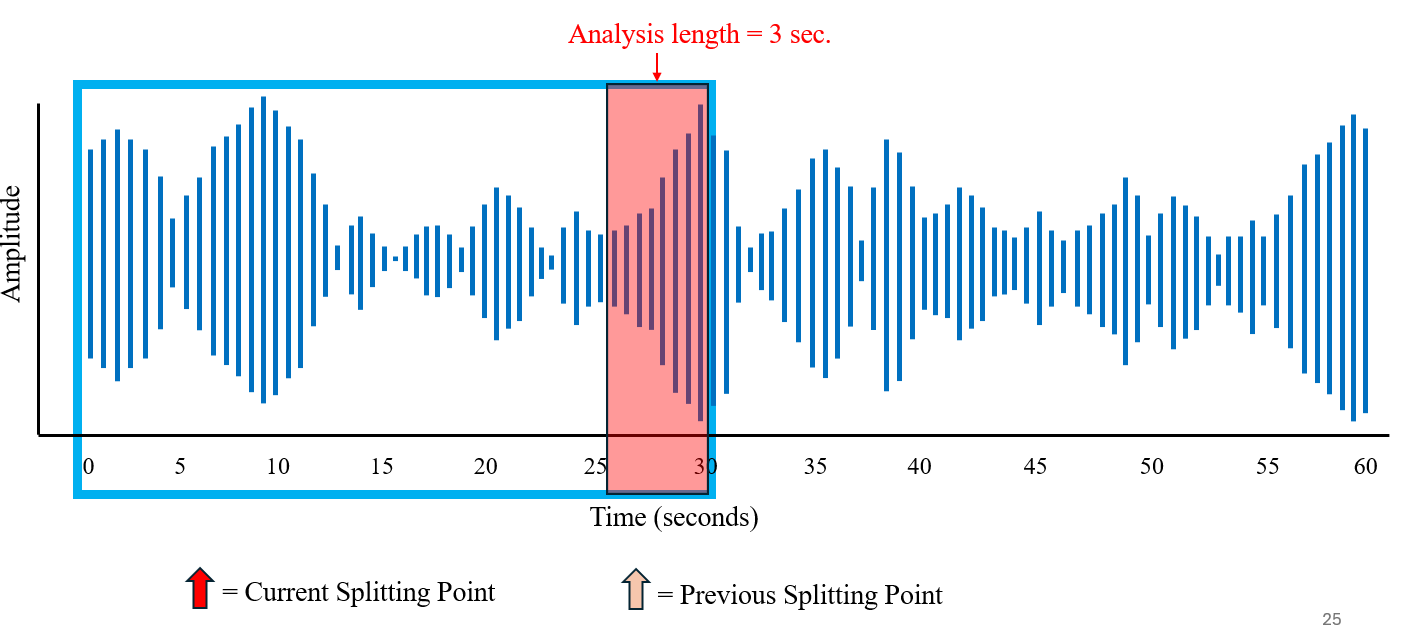 Analysis length = 3 sec.
Amplitude
0 5 10 15 20 25 30 35 40 45 50 55 60
Time (seconds)
= Current Splitting Point
= Previous Splitting Point
25